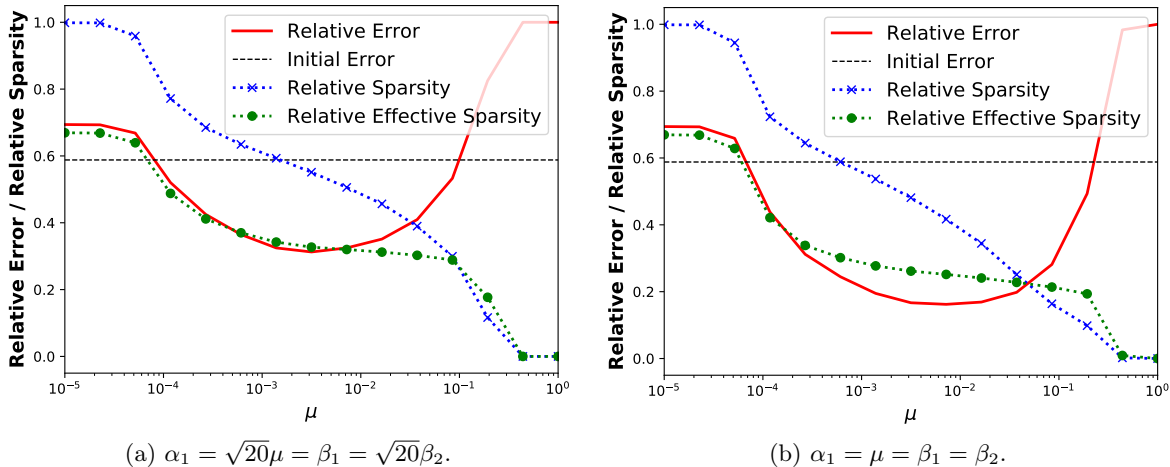 Relative Error / Relative Sparsity
1.0
0.8
0.6
0.4
0.2
0.0
Relative Error
Initial Error
Relative Sparsity
Relative Effective Sparsity
10⁻⁵ 10⁻⁴ 10⁻³ 10⁻² 10⁻¹ 10⁰
μ
(a) α₁ = √20μ = β₁ = √20β₂.
Relative Error / Relative Sparsity
1.0
0.8
0.6
0.4
0.2
0.0
Relative Error
Initial Error
Relative Sparsity
Relative Effective Sparsity
10⁻⁵ 10⁻⁴ 10⁻³ 10⁻² 10⁻¹ 10⁰
μ
(b) α₁ = μ = β₁ = β₂.